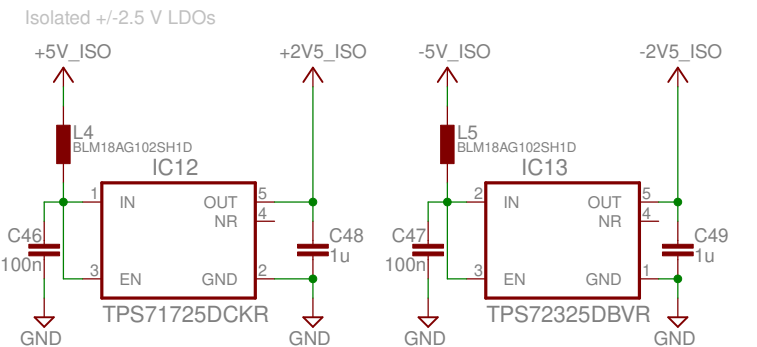 Isolated +/-2.5 V LDOs
+5V_ISO
+2V5_ISO
-5V_ISO
-2V5_ISO
L4
BLM18AG102SH1D
L5
BLM18AG102SH1D
IC12
IC13
1
IN
OUT
5
NR
4
2
IN
OUT
5
NR
4
C46
100n
C48
1u
C47
100n
C49
1u
3
EN
GND
2
3
EN
GND
1
TPS71725DCKR
TPS72325DBVR
GND
GND
GND
GND